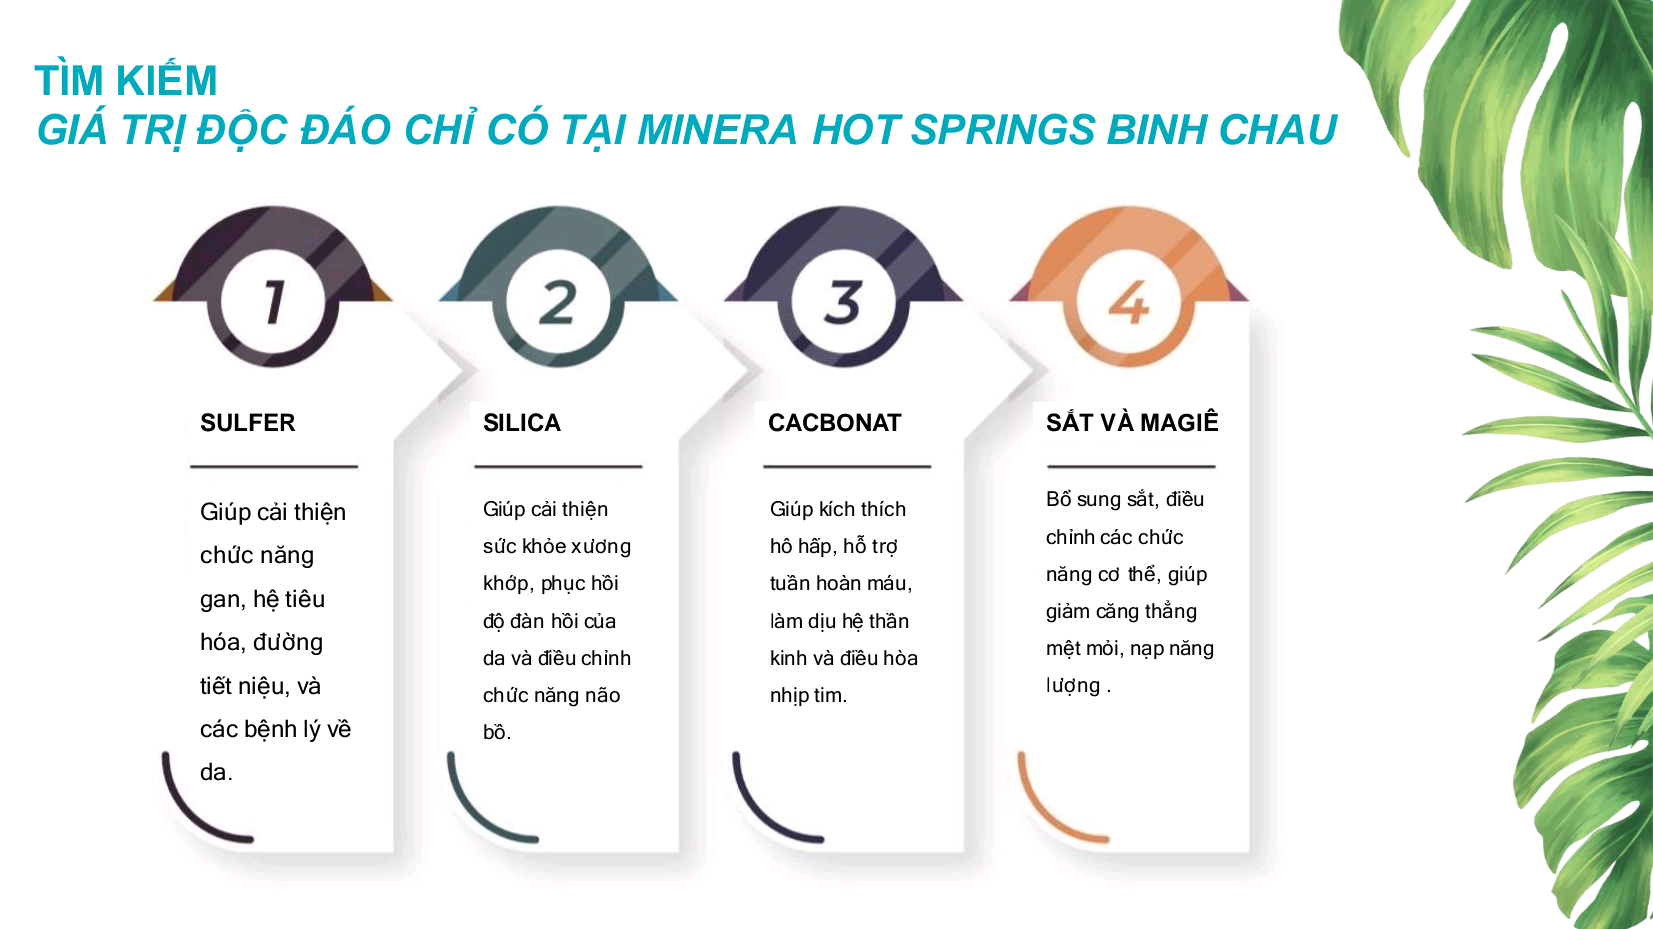 TÌM KIẾM
GIÁ TRỊ ĐỘC ĐÁO CHỈ CÓ TẠI MINERA HOT SPRINGS BINH CHAU
1
SULFER
Giúp cải thiện
chức năng
gan, hệ tiêu
hóa, đường
tiết niệu, và
các bệnh lý về
da.
2
SILICA
Giúp cải thiện
sức khỏe xương
khớp, phục hồi
độ đàn hồi của
da và điều chỉnh
chức năng não
bồ.
3
CACBONAT
Giúp kích thích
hô hấp, hỗ trợ
tuần hoàn máu,
làm dịu hệ thần
kinh và điều hòa
nhịp tim.
4
SẮT VÀ MAGIÊ
Bổ sung sắt, điều
chỉnh các chức
năng cơ thể, giúp
giảm căng thẳng
mệt mỏi, nạp năng
lượng .